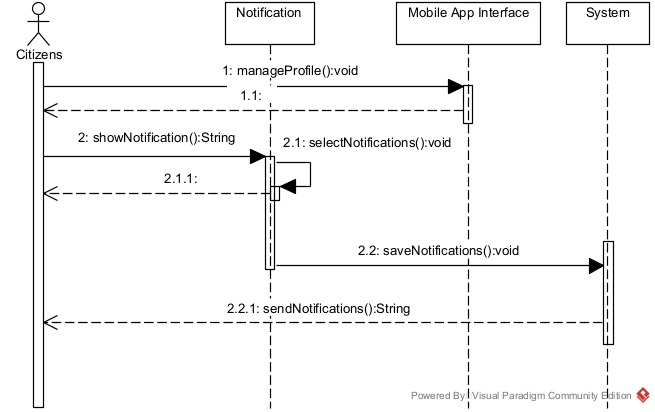 Notification
Mobile App Interface
System
Citizens
1: manageProfile():void
1.1:
2: showNotification():String
2.1: selectNotifications():void
2.1.1:
2.2: saveNotifications():void
2.2.1: sendNotifications():String
Powered By Visual Paradigm Community Edition